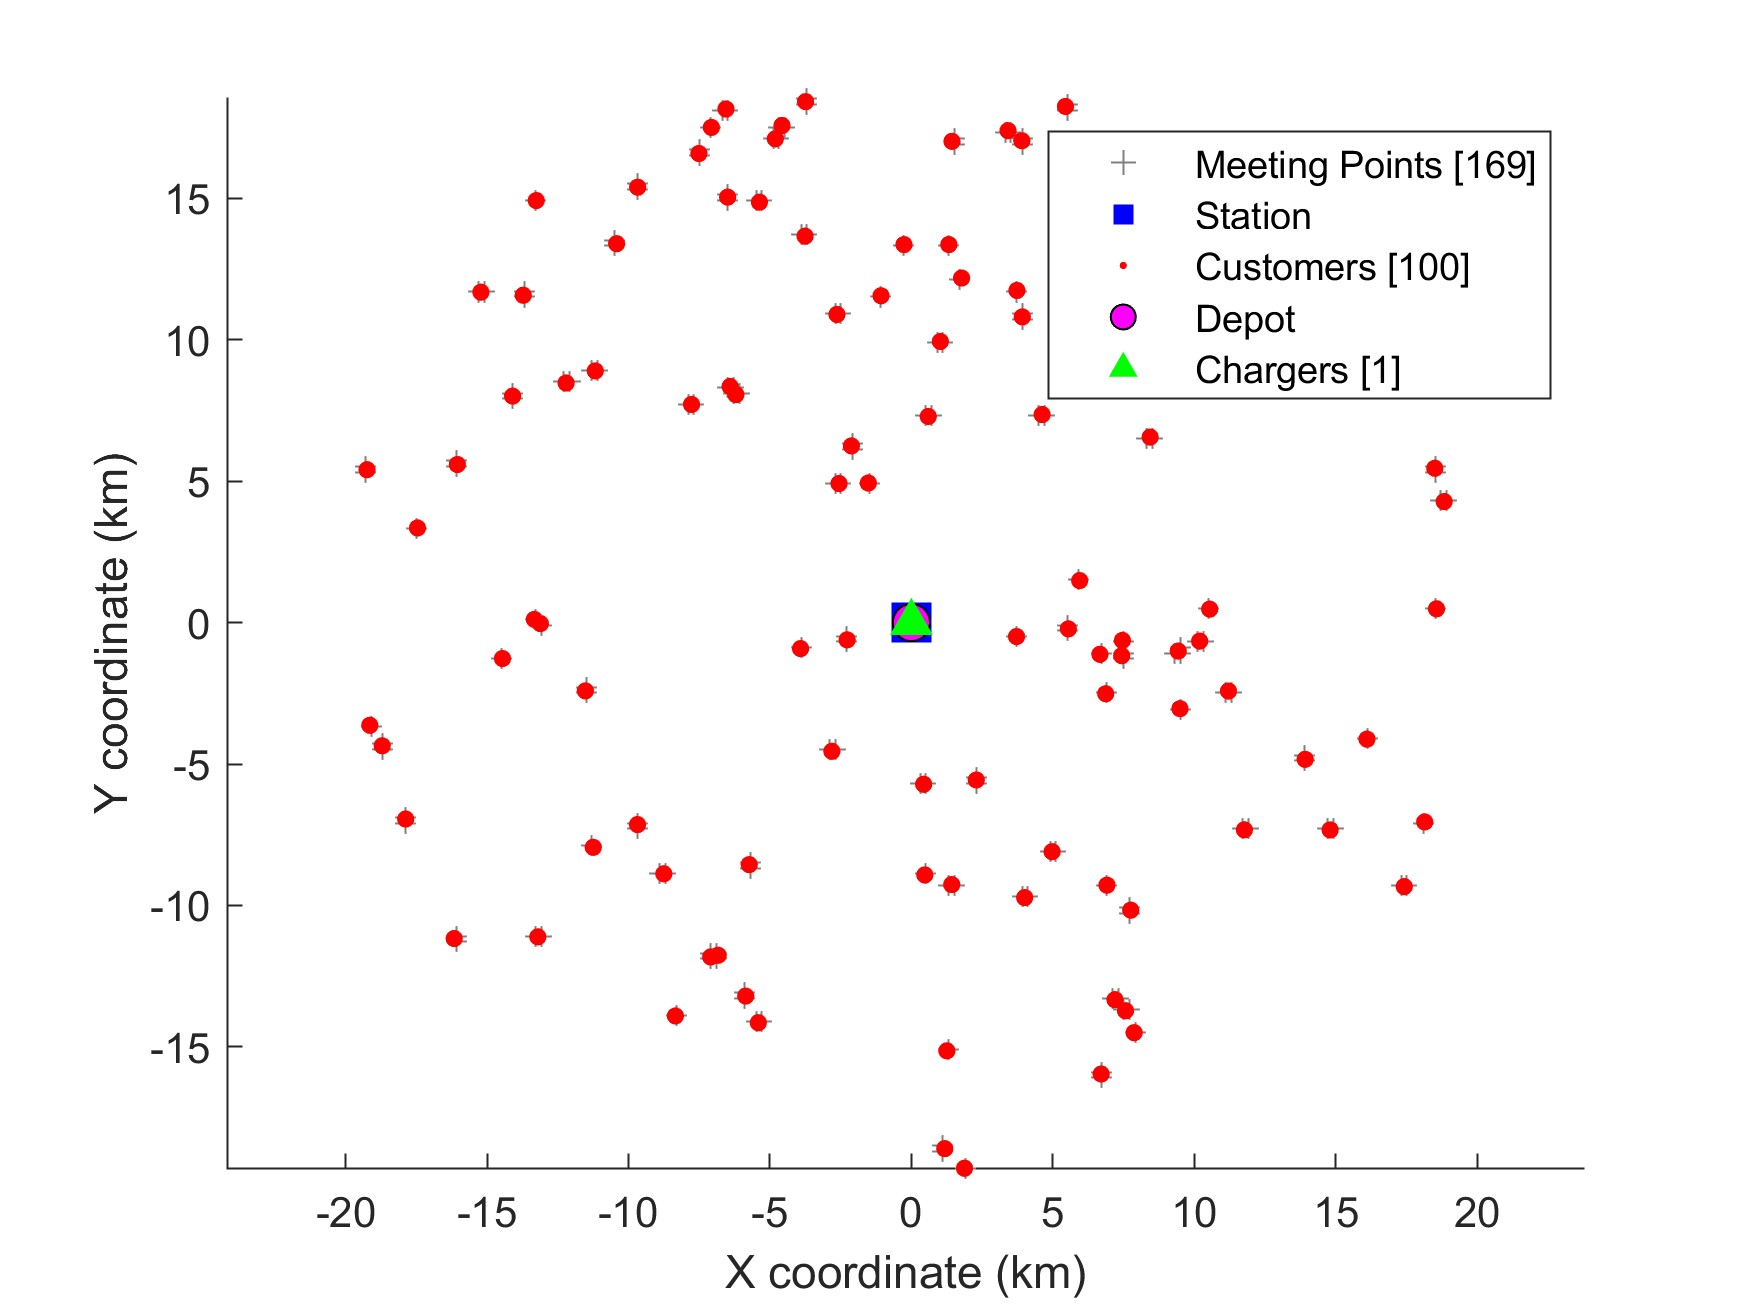 15
10
5
0
-5
-10
-15
Y coordinate (km)
Meeting Points [169]
Station
Customers [100]
Depot
Chargers [1]
-20 -15 -10 -5 0 5 10 15 20
X coordinate (km)